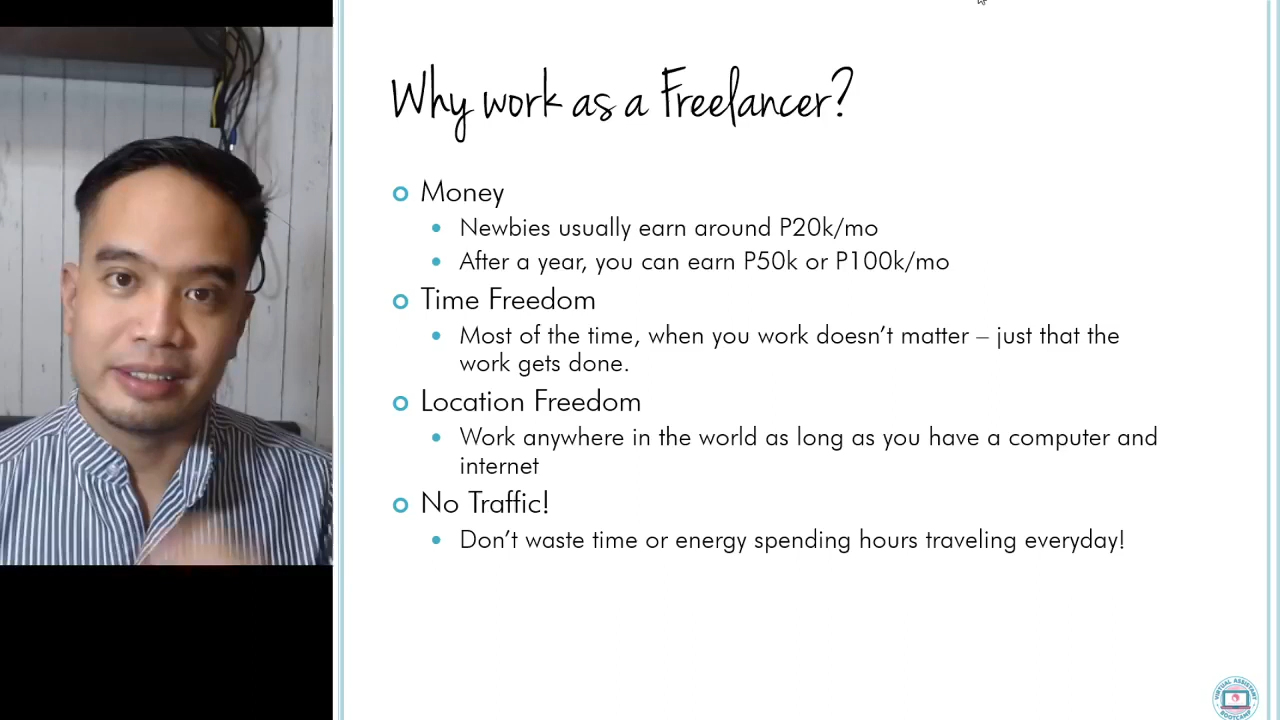 Why work as a Freelancer?
Money
Newbies usually earn around P20k/mo
After a year, you can earn P50k or P100k/mo
Time Freedom
Most of the time, when you work doesn’t matter – just that the
work gets done.
Location Freedom
Work anywhere in the world as long as you have a computer and
internet
No Traffic!
Don’t waste time or energy spending hours traveling everyday!
VIRTUAL ASSISTANT
BOOTCAMP